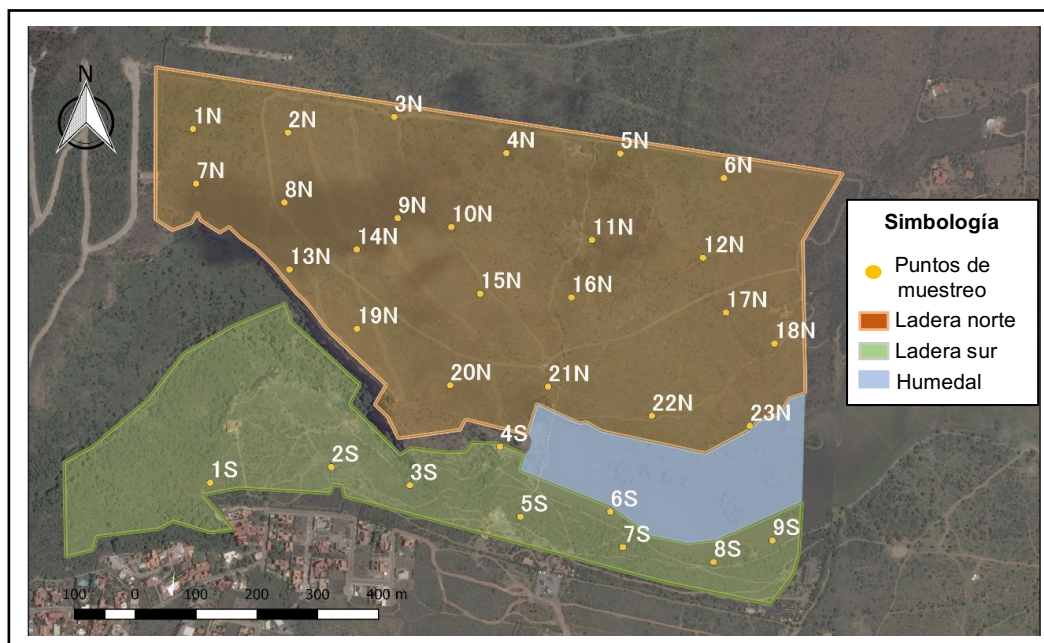 N
1N
2N
3N
4N
5N
6N
7N
8N
9N
10N
11N
12N
13N
14N
15N
16N
17N
18N
19N
20N
21N
22N
23N
1S
2S
3S
4S
5S
6S
7S
8S
9S
Simbología
Puntos de
muestreo
Ladera norte
Ladera sur
Humedal
100 0 100 200 300 400 m